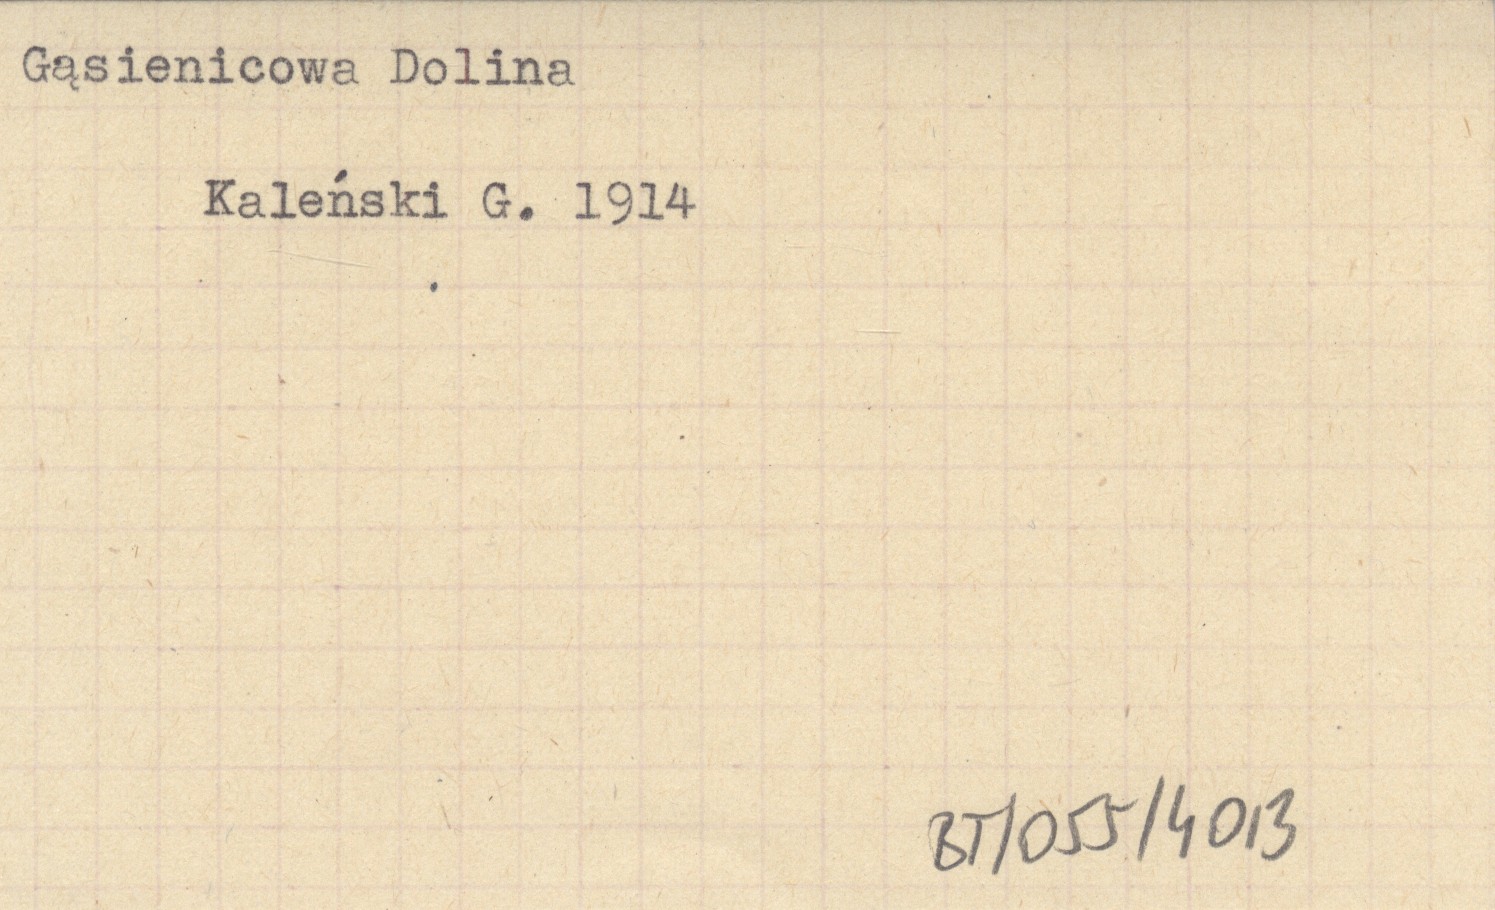 Gąsienicowa Dolina
Kaleński G. 1914
BT/055/4013